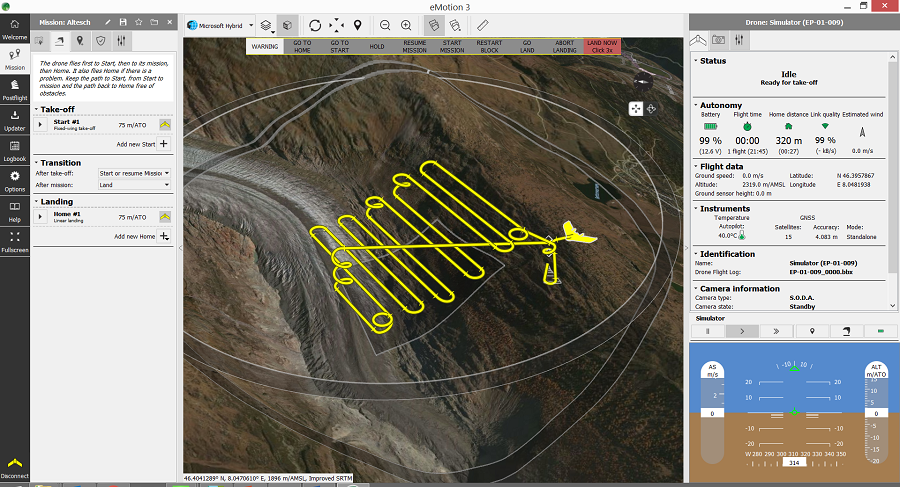 eMotion 3
Welcome
Mission
Postflight
Updater
Logbook
Options
Help
Fullscreen
Disconnect
Mission: Altesch
The drone flies first to Start, then to its mission,
then Home. It also flies Home if there is a
problem. Keep the path, from Start to
mission and the path back to Home free of
obstacles.
Take-off
Start #1
Fixed-wing take-off
75 m/ATO
Add new Start
Transition
After take-off:
Start or resume Missio
After mission:
Land
Landing
Home #1
Linear landing
75 m/ATO
Add new Home
Microsoft Hybrid
WARNING
GO TO HOME
GO TO START
HOLD
RESUME MISSION
START MISSION
RESTART BLOCK
GO LAND
ABORT LANDING
LAND NOW Click 3x
46.4041289° N, 8.0470610° E, 1896 m/AMSL, Improved SRTM
Drone: Simulator (EP-01-009)
Status
Idle
Ready for take-off
Autonomy
Battery Flight time Home distance Link quality Estimated wind
99 % 00:00 320 m 99 %
(12.6 V) 1 flight (21:45) (00:27) (- kB/s) 0.0 m/s
Flight data
Ground speed: 0.0 m/s Latitude: N 46.3957867
Altitude: 2319.0 m/AMSL Longitude E 8.0481938
Ground sensor height: 0.0 m
Instruments
Temperature GNSS
Autopilot: Satellites: Accuracy: Mode:
40.0°C 15 4.083 m Standalone
Identification
Name: Simulator (EP-01-009)
Drone Flight Log: EP-01-009_0000.bbx
Camera information
Camera type: S.O.D.A.
Camera state: Standby
Simulator
AS
m/s
2
0
10 10
20 20
10 10
-10 -10
-20 -20
W 280 290 300 310 320 330 340 350
314
ALT
m/ATO
15
10
5
0
-5
-10
-15
-20